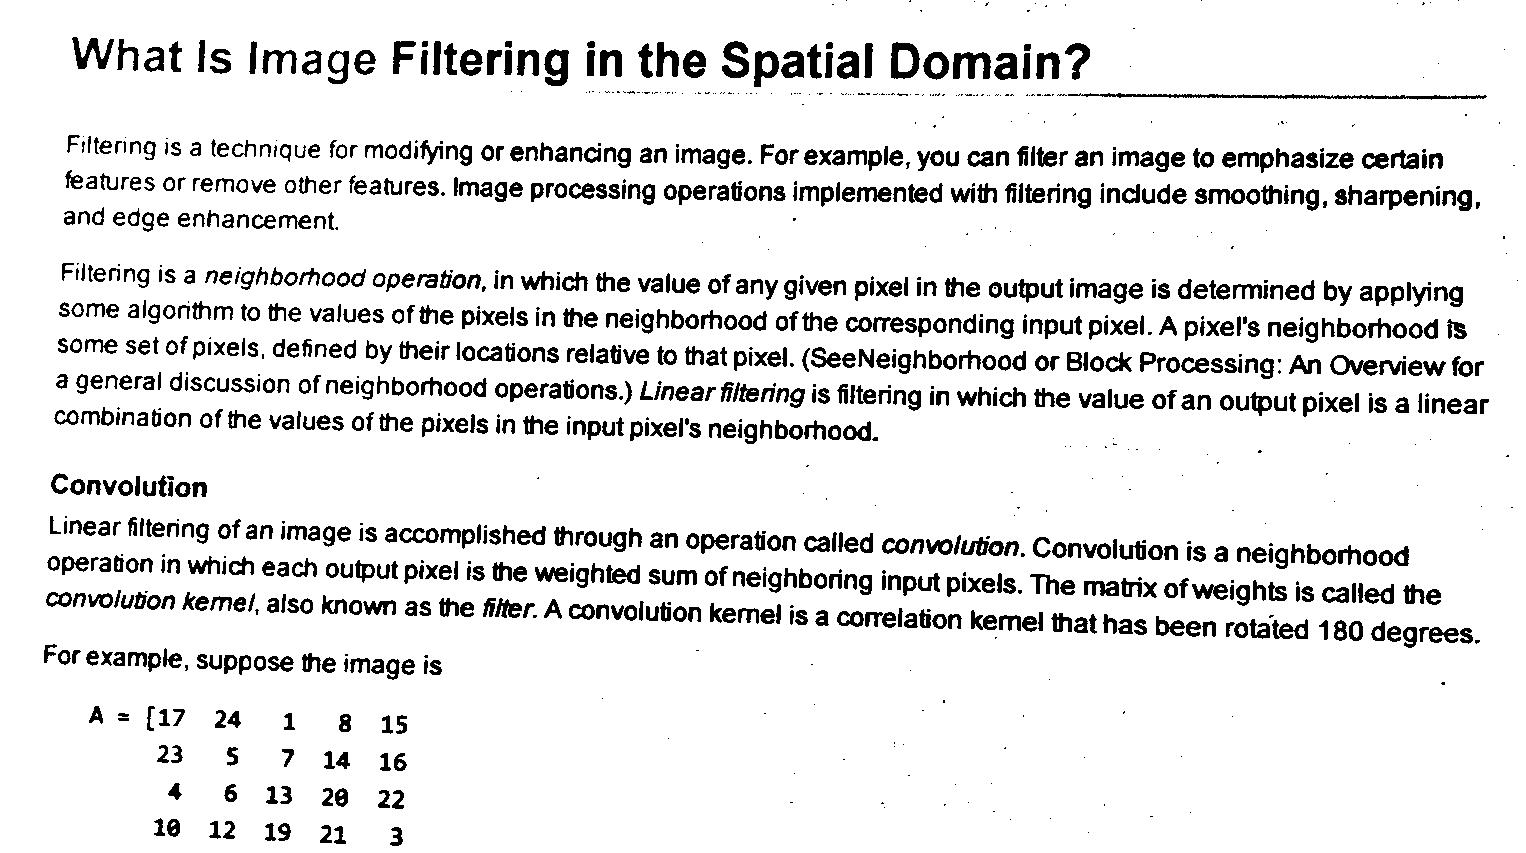 What Is Image Filtering in the Spatial Domain?
Filtering is a technique for modifying or enhancing an image. For example, you can filter an image to emphasize certain
features or remove other features. Image processing operations implemented with filtering include smoothing, sharpening,
and edge enhancement.
Filtering is a neighborhood operation, in which the value of any given pixel in the output image is determined by applying
some algorithm to the values of the pixels in the neighborhood of the corresponding input pixel. A pixel's neighborhood is
some set of pixels, defined by their locations relative to that pixel. (SeeNeighborhood or Block Processing: An Overview for
a general discussion of neighborhood operations.) Linear filtering is filtering in which the value of an output pixel is a linear
combination of the values of the pixels in the input pixel's neighborhood.
Convolution
Linear filtering of an image is accomplished through an operation called convolution. Convolution is a neighborhood
operation in which each output pixel is the weighted sum of neighboring input pixels. The matrix of weights is called the
convolution kernel, also known as the filter. A convolution kernel is a correlation kernel that has been rotated 180 degrees.
For example, suppose the image is
A = [17 24 1 8 15
23 5 7 14 16
4 6 13 20 22
10 12 19 21 3